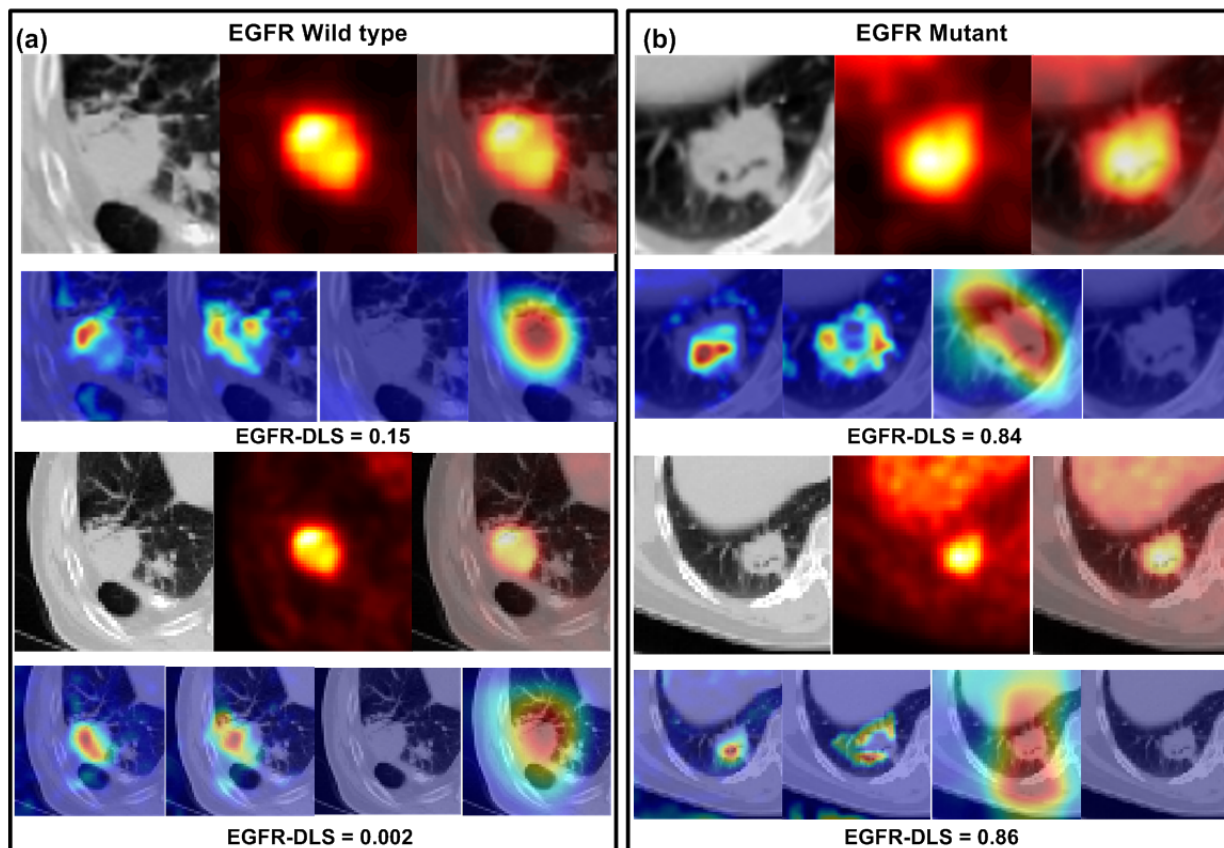 (a)
EGFR Wild type
EGFR-DLS = 0.15
EGFR-DLS = 0.002
(b)
EGFR Mutant
EGFR-DLS = 0.84
EGFR-DLS = 0.86